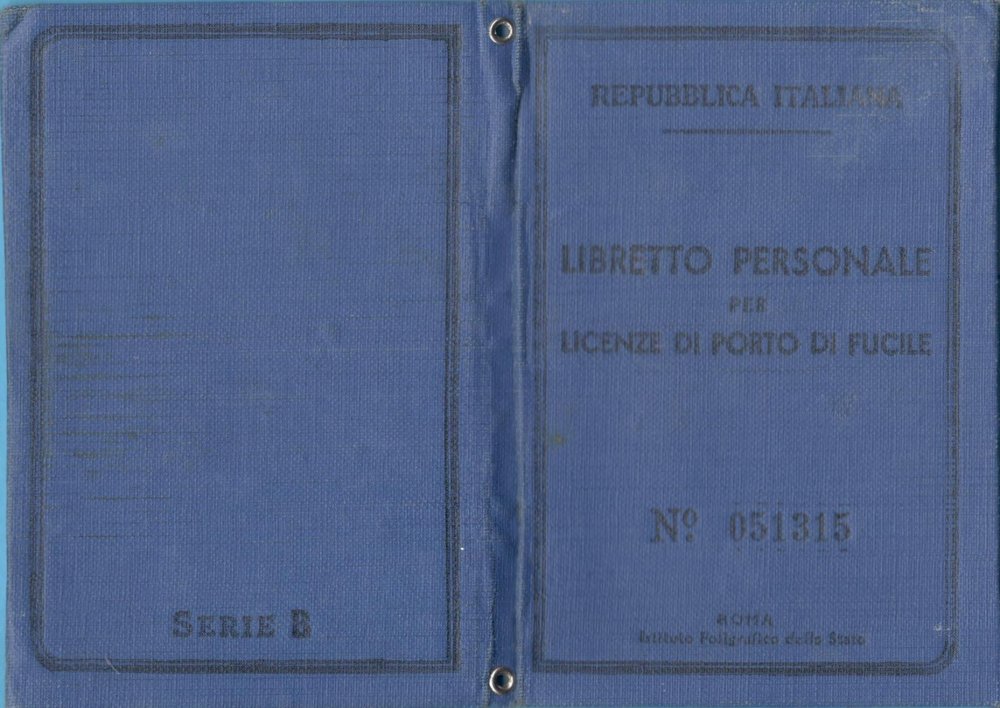 REPUBBLICA ITALIANA
LIBRETTO PERSONALE
PER
LICENZE DI PORTO DI FUCILE
Nº 051315
ROMA
Istituto Poligrafico dello Stato
SERIE B